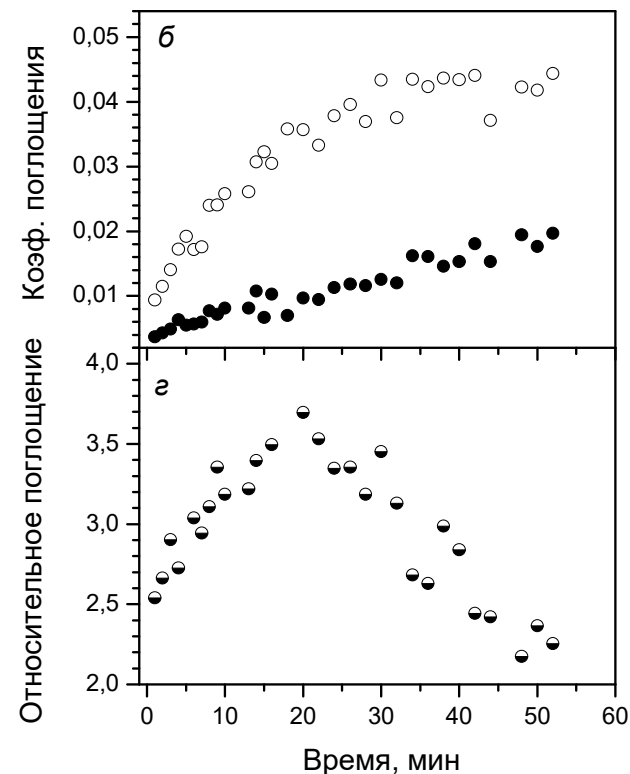 б
Коэф. поглощения
0,05
0,04
0,03
0,02
0,01
г
Относительное поглощение
4,0
3,5
3,0
2,5
2,0
0 10 20 30 40 50 60
Время, мин